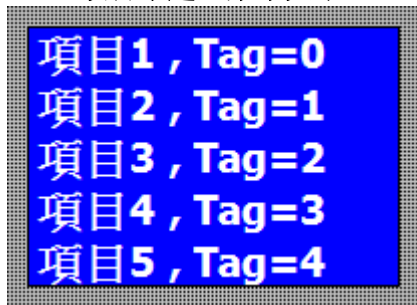 項目1 , Tag=0
項目2 , Tag=1
項目3 , Tag=2
項目4 , Tag=3
項目5 , Tag=4